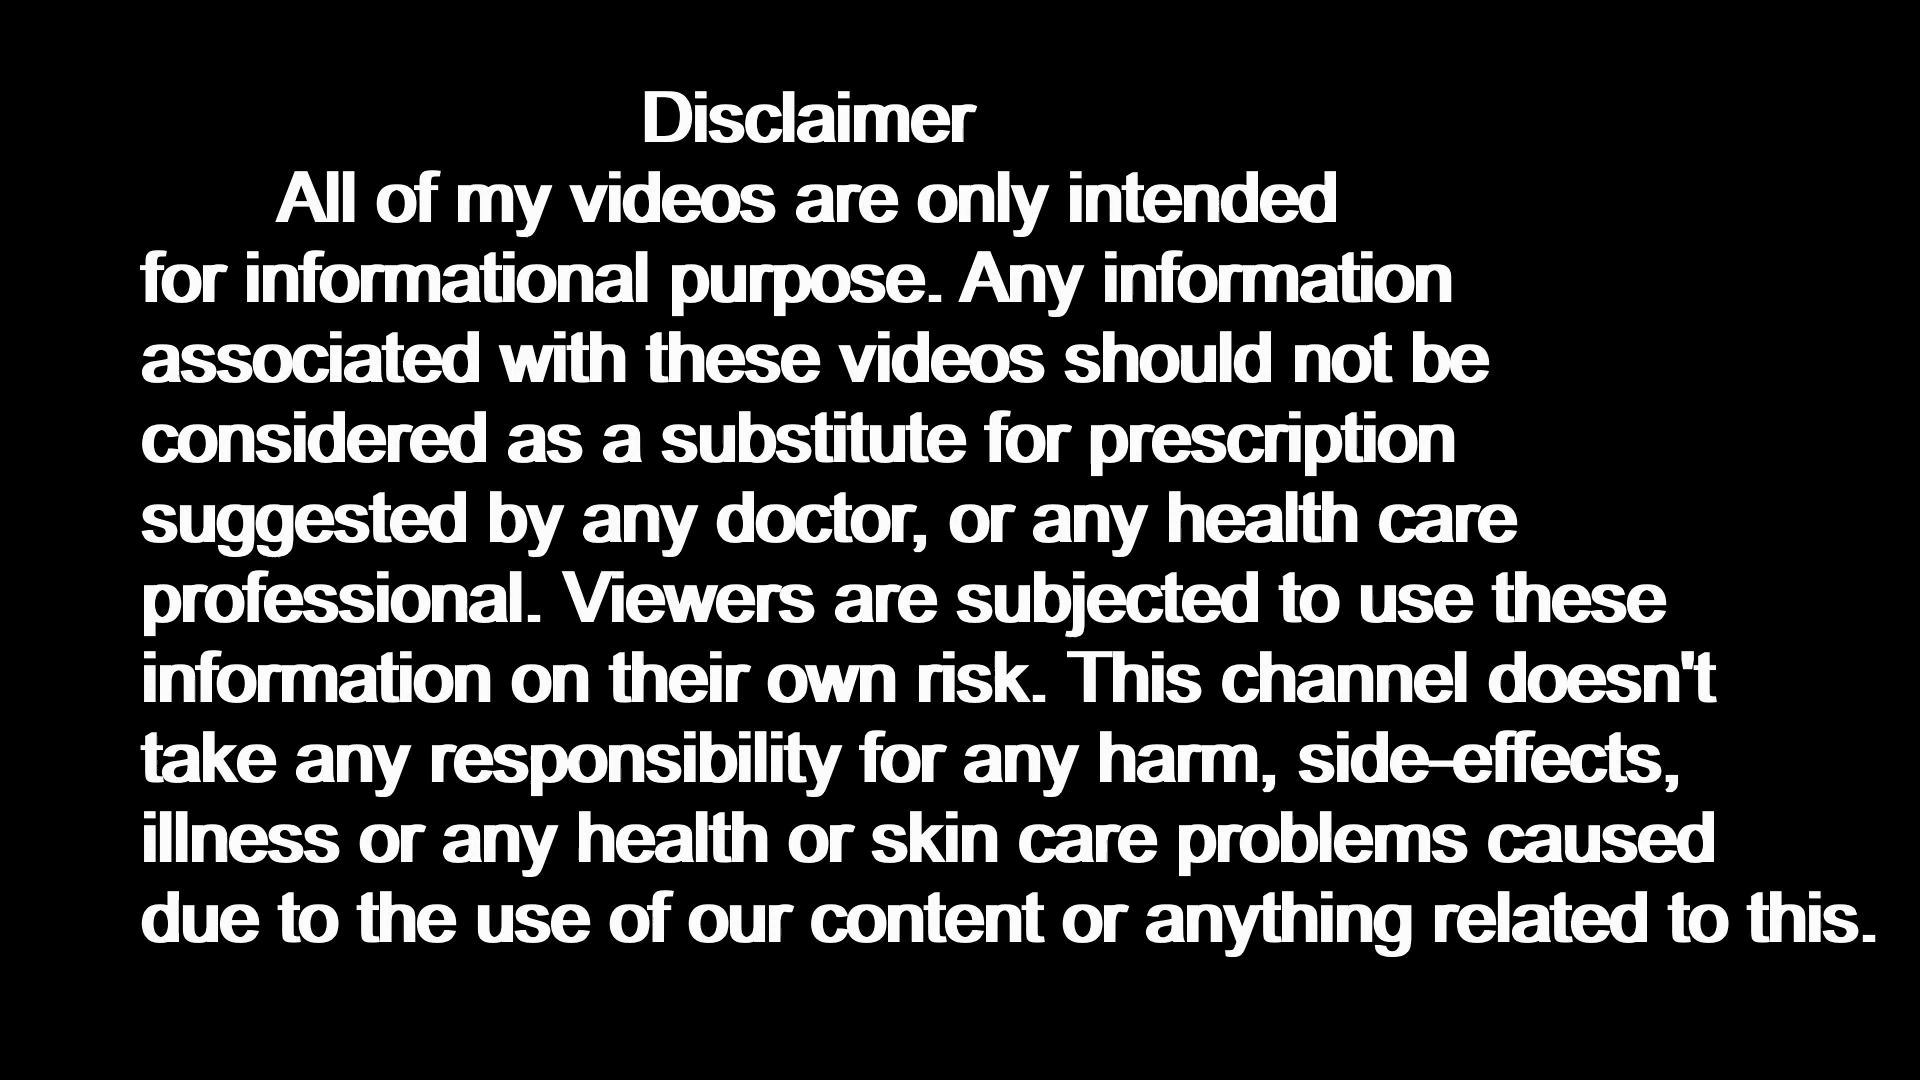 Disclaimer
All of my videos are only intended
for informational purpose. Any information
associated with these videos should not be
considered as a substitute for prescription
suggested by any doctor, or any health care
professional. Viewers are subjected to use these
information on their own risk. This channel doesn't
take any responsibility for any harm, side-effects,
illness or any health or skin care problems caused
due to the use of our content or anything related to this.